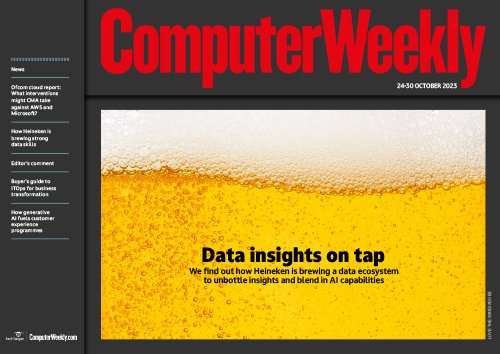 ComputerWeekly
24-30 OCTOBER 2023
News
Ofcom cloud report:
What interventions
might CMA take
against AWS and
Microsoft?
How Heineken is
brewing strong
data skills
Editor's comment
Buyer's guide to
ITOps for business
transformation
How generative
AI fuels customer
experience
programmes
Data insights on tap
We find out how Heineken is brewing a data ecosystem
to unbottle insights and blend in AI capabilities
TechTarget
ComputerWeekly.com